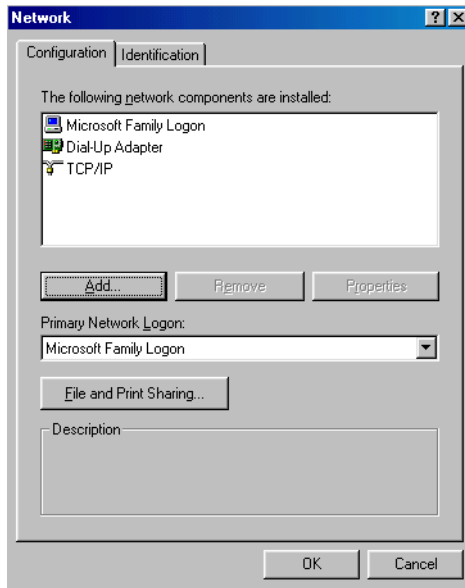 Network
Configuration Identification
The following network components are installed:
Microsoft Family Logon
Dial-Up Adapter
TCP/IP
Add... Remove Properties
Primary Network Logon:
Microsoft Family Logon
File and Print Sharing...
Description
OK Cancel